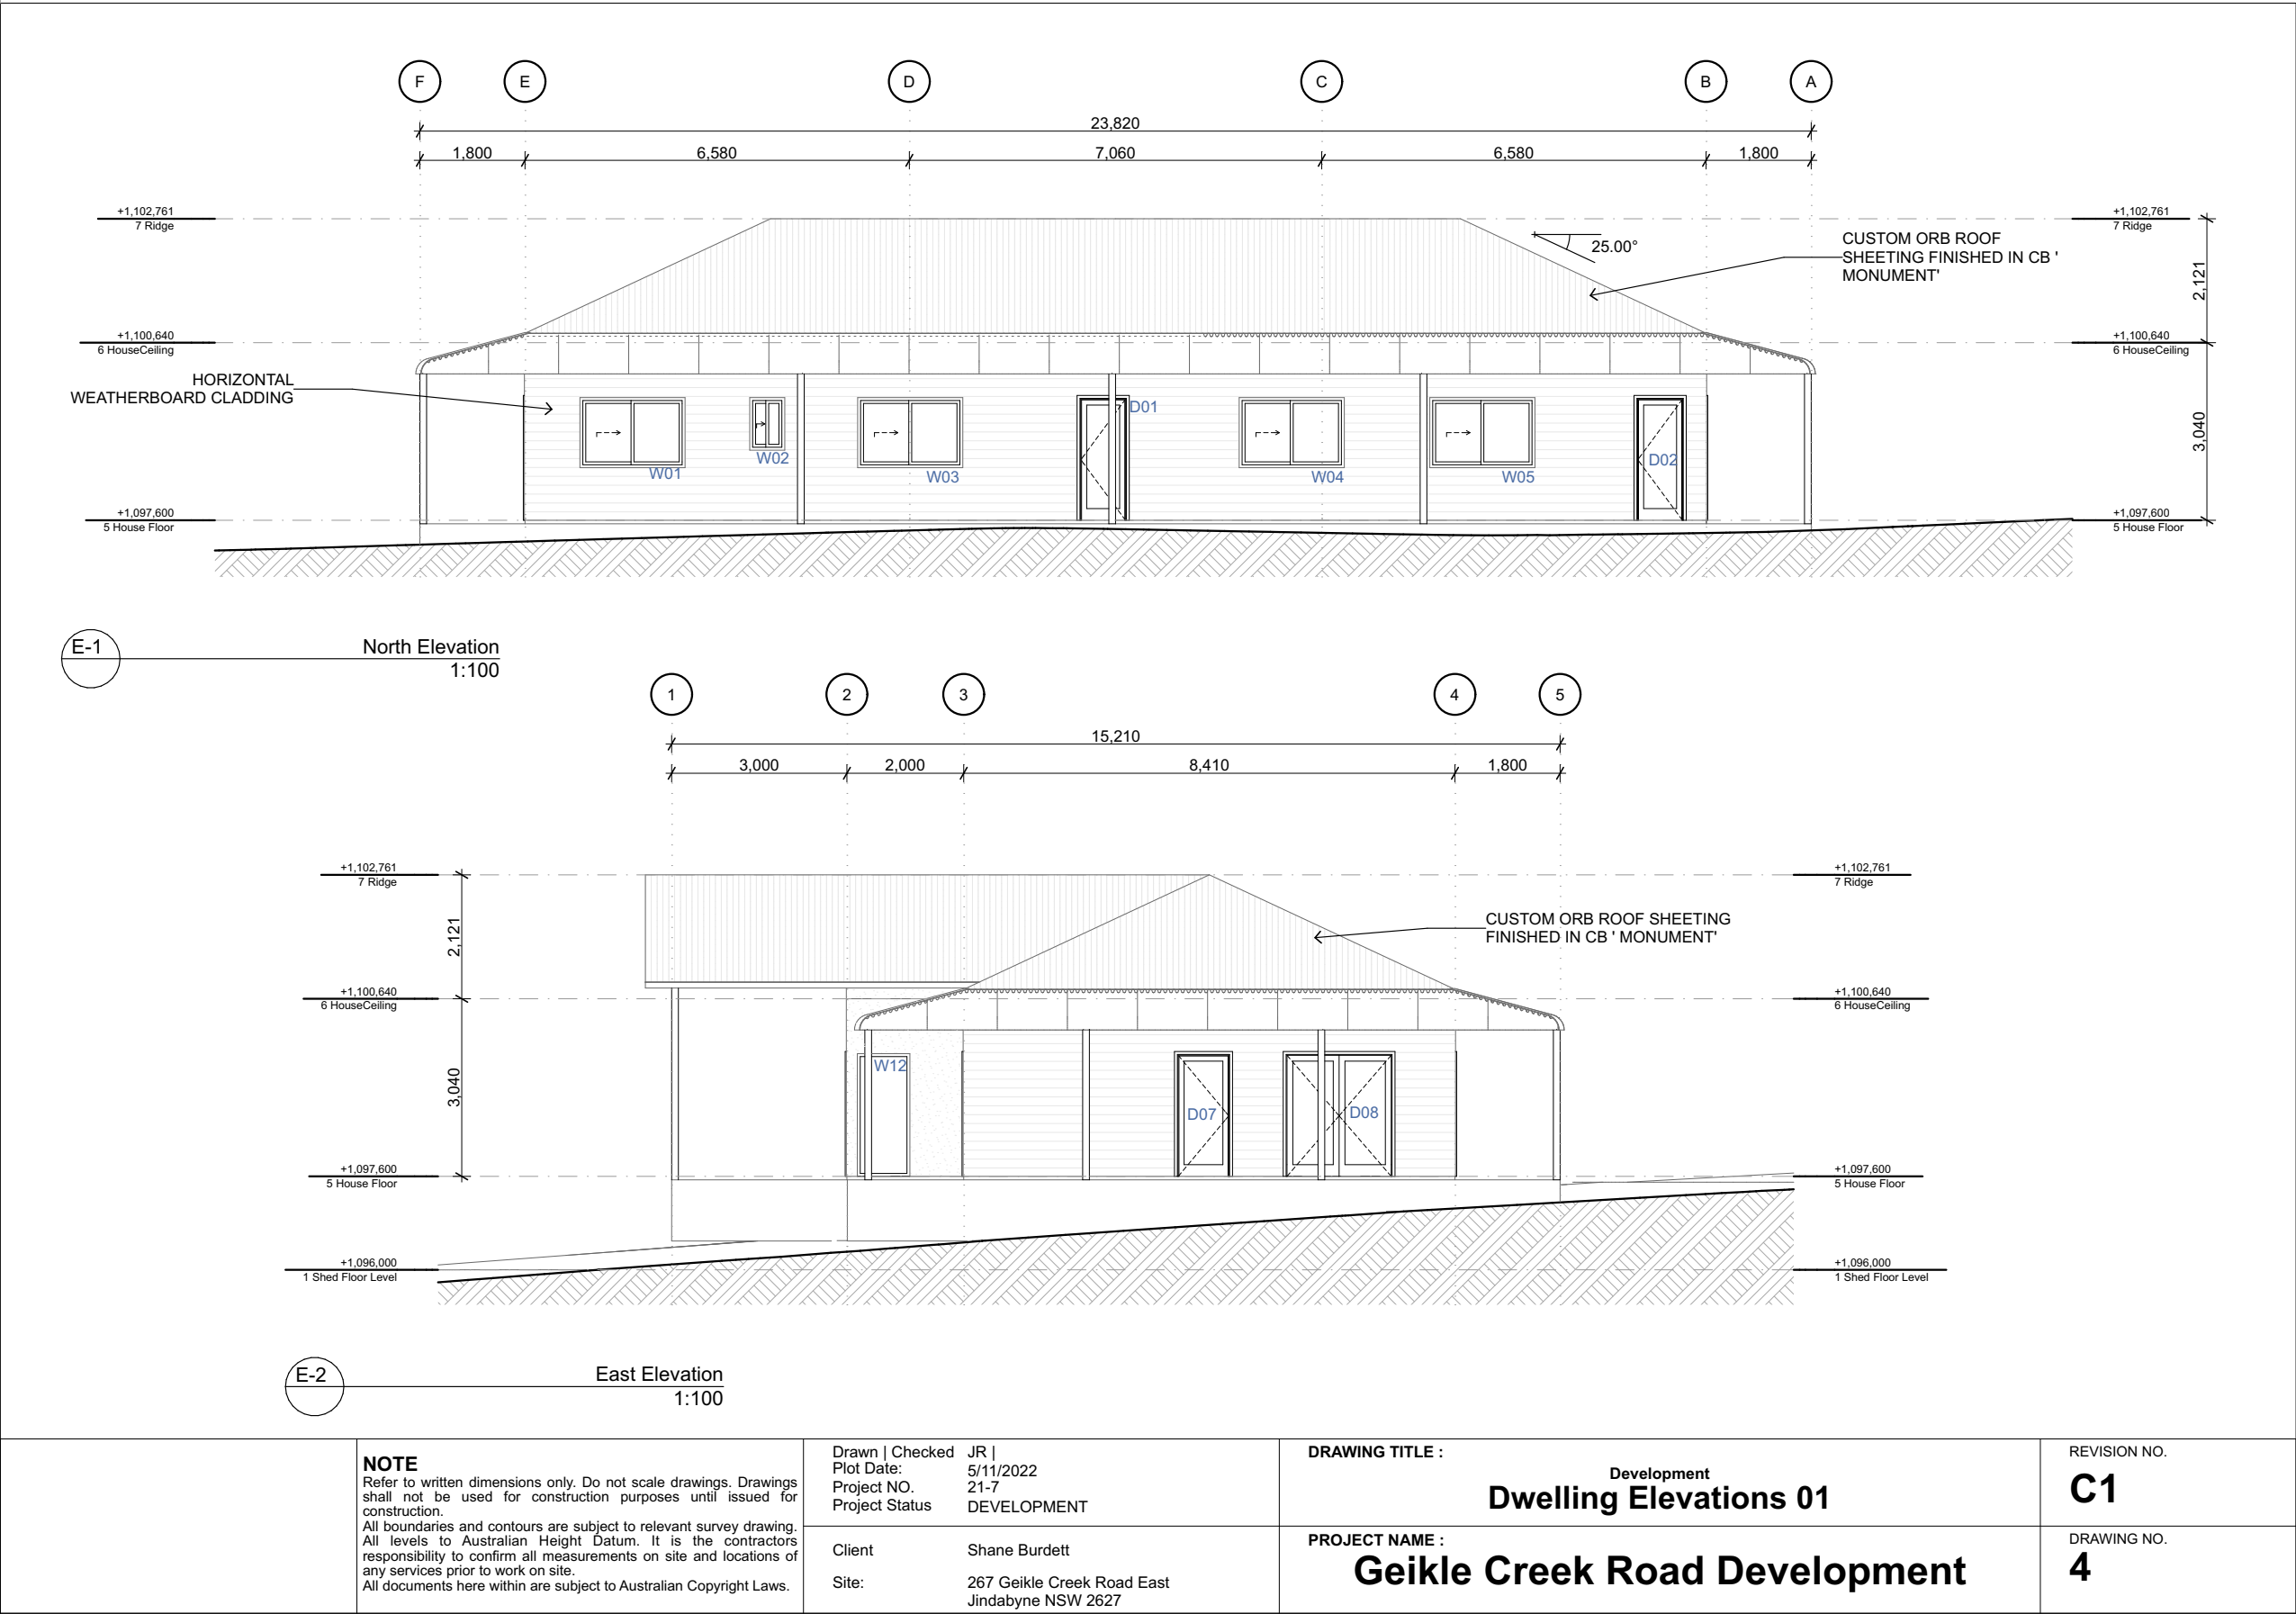 F
E
D
C
B
A
23,820
1,800
6,580
7,060
6,580
1,800
+1,102,761
7 Ridge
+1,102,761
7 Ridge
25.00°
CUSTOM ORB ROOF
SHEETING FINISHED IN CB '
MONUMENT'
2,121
+1,100,640
6 HouseCeiling
+1,100,640
6 HouseCeiling
HORIZONTAL
WEATHERBOARD CLADDING
D01
3,040
W01
W02
W03
W04
W05
D02
+1,097,600
5 House Floor
+1,097,600
5 House Floor
E-1
North Elevation
1:100
1
2
3
4
5
15,210
3,000
2,000
8,410
1,800
+1,102,761
7 Ridge
+1,102,761
7 Ridge
2,121
CUSTOM ORB ROOF SHEETING
FINISHED IN CB ' MONUMENT'
+1,100,640
6 HouseCeiling
+1,100,640
6 HouseCeiling
W12
3,040
D07
D08
+1,097,600
5 House Floor
+1,097,600
5 House Floor
+1,096,000
1 Shed Floor Level
+1,096,000
1 Shed Floor Level
E-2
East Elevation
1:100
NOTE
Refer to written dimensions only. Do not scale drawings. Drawings
shall not be used for construction purposes until issued for
construction.
All boundaries and contours are subject to relevant survey drawing.
All levels to Australian Height Datum. It is the contractors
responsibility to confirm all measurements on site and locations of
any services prior to work on site.
All documents here within are subject to Australian Copyright Laws.
Drawn | Checked JR |
Plot Date: 5/11/2022
Project NO. 21-7
Project Status DEVELOPMENT
Client Shane Burdett
Site: 267 Geikle Creek Road East
Jindabyne NSW 2627
DRAWING TITLE :
Development
Dwelling Elevations 01
PROJECT NAME :
Geikle Creek Road Development
REVISION NO.
C1
DRAWING NO.
4